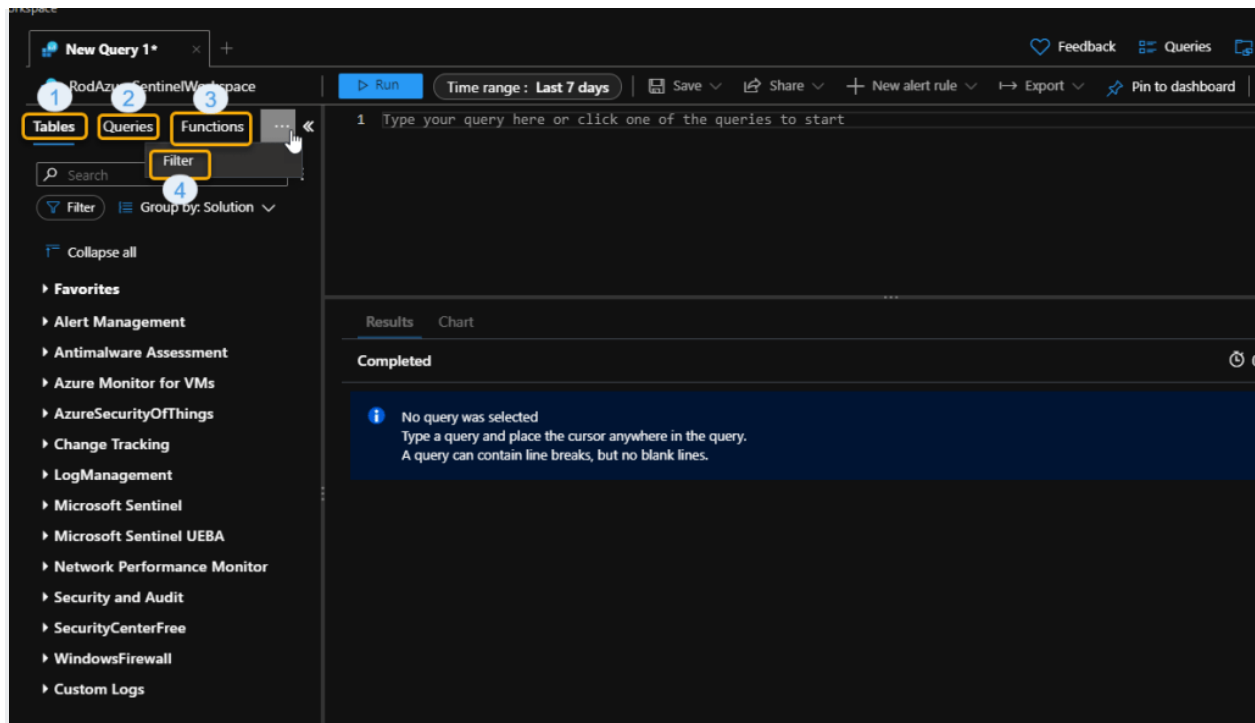 New Query 1*
Feedback
Queries
RodAzureSentinelWorkspace
Run
Time range : Last 7 days
Save
Share
New alert rule
Export
Pin to dashboard
1
2
3
Tables
Queries
Functions
...
1 Type your query here or click one of the queries to start
Filter
Search
4
Filter
Group by: Solution
Collapse all
Favorites
Alert Management
Antimalware Assessment
Azure Monitor for VMs
AzureSecurityOfThings
Change Tracking
LogManagement
Microsoft Sentinel
Microsoft Sentinel UEBA
Network Performance Monitor
Security and Audit
SecurityCenterFree
WindowsFirewall
Custom Logs
Results
Chart
Completed
No query was selected
Type a query and place the cursor anywhere in the query.
A query can contain line breaks, but no blank lines.